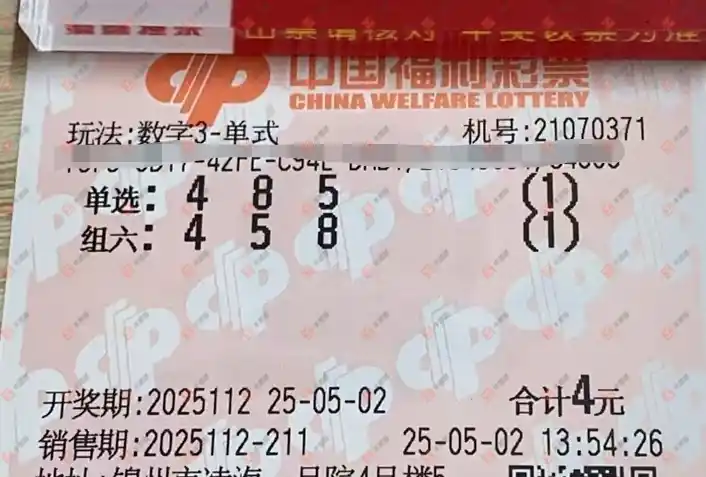 中国福利彩票
CHINA WELFARE LOTTERY
玩法:数字3-单式 机号:21070371
单选: 4 8 5 (1)
组六: 4 5 8 (1)
开奖期:2025112 25-05-02 合计4元
销售期:2025112-211 25-05-02 13:54:26